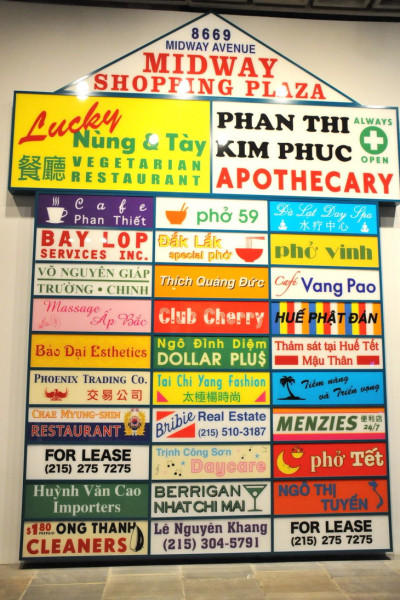 8669
MIDWAY AVENUE
MIDWAY
SHOPPING PLAZA
Lucky
Nùng & Tày
餐廳
VEGETARIAN
RESTAURANT
PHAN THI
KIM PHUC
ALWAYS
OPEN
APOTHECARY
Cafe
Phan Thiết
phở 59
Đà Lạt Day Spa
水疗中心
BAY LOP
SERVICES INC.
Đắk Lắk
special phở
phở vinh
VÕ NGUYÊN GIÁP
TRƯỜNG • CHINH
Thích Quảng Đức
Café Vang Pao
Massage
Ấp Bắc
Club Cherry
HUẾ PHẬT ĐẢN
Bảo Đại Esthetics
Ngô Đình Diệm
DOLLAR PLU$
Thảm sát tại Huế Tết
Mậu Thân
PHOENIX TRADING CO.
交易公司
Tai Chi Yang Fashion
太極楊時尚
Tiềm năng
và Triển vọng
CHAE MYUNG-SHIN
RESTAURANT
Bribie Real Estate
(215) 510-3187
MENZIES 便利店
24/7
FOR LEASE
(215) 275 7275
Trịnh Công Sơn
Daycare
phở Tết
Huỳnh Văn Cao
Importers
BERRIGAN
NHAT CHI MAI
NGÔ THỊ
TUYỂN
$1.80
ONG THANH
CLEANERS
Lê Nguyên Khang
(215) 304-5791
FOR LEASE
(215) 275 7275